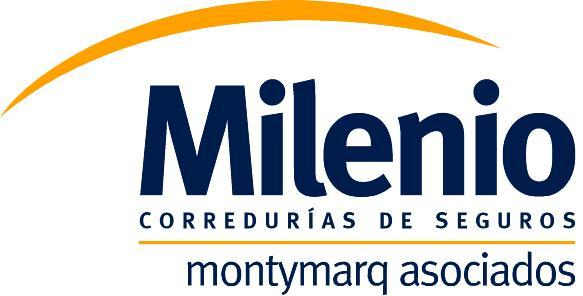 Milenio
CORREDURÍAS DE SEGUROS
montymarq asociados